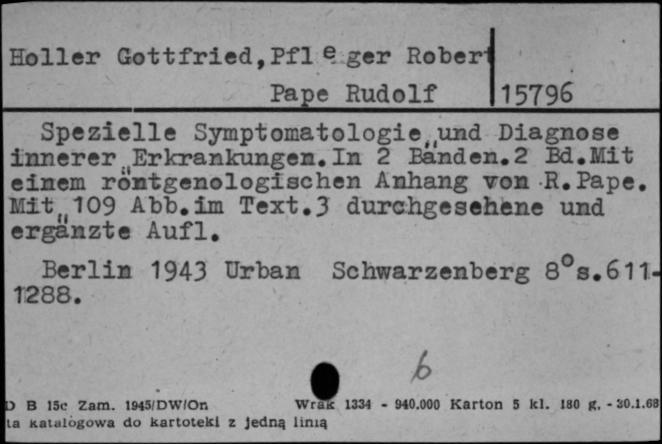 Holler Gottfried, Pfleger Robert
Pape Rudolf 15796
Spezielle Symptomatologie und Diagnose
innerer Erkrankungen. In 2 Bänden. 2 Bd. Mit
einem röntgenologischen Anhang von R. Pape.
Mit 109 Abb. im Text. 3 durchgesehene und
ergänzte Aufl.
Berlin 1943 Urban Schwarzenberg 8° s. 611-
1288.
6
D B 15c Zam. 1945/DW/On Wrak 1334 - 940.000 Karton 5 kl. 180 g. - 30.1.68
ta katalogowa do kartoteki z jedną linią